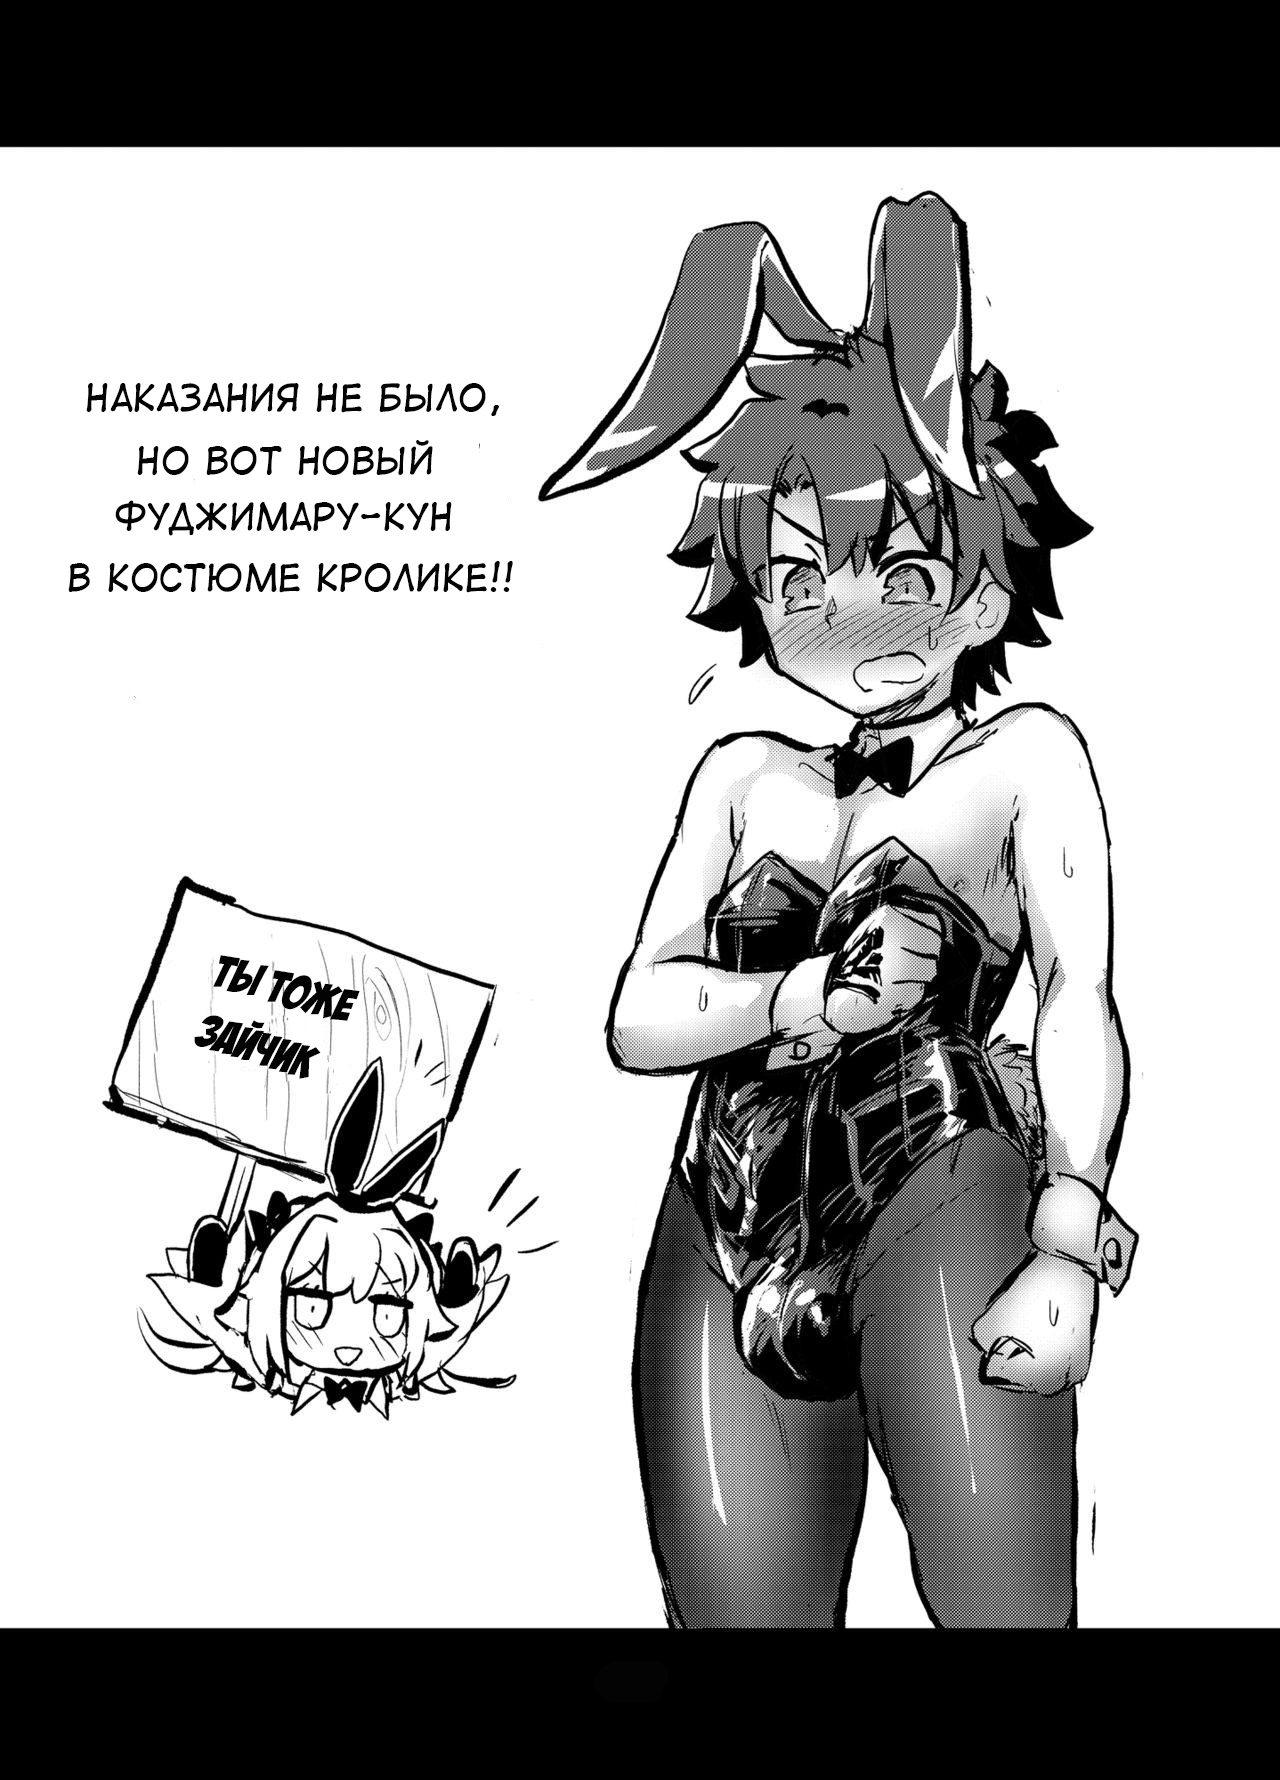 НАКАЗАНИЯ НЕ БЫЛО,
НО ВОТ НОВЫЙ
ФУДЖИМАРУ-КУН
В КОСТЮМЕ КРОЛИКЕ!!
ТЫ ТОЖЕ
ЗАЙЧИК